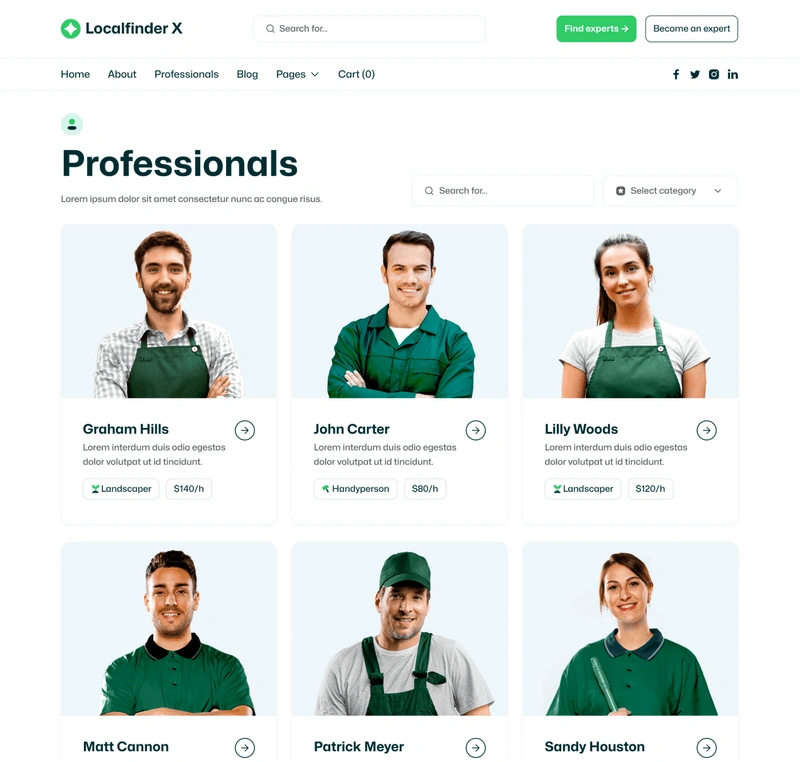 Localfinder X
Search for...
Find experts →
Become an expert
Home
About
Professionals
Blog
Pages
Cart (0)
Professionals
Lorem ipsum dolor sit amet consectetur nunc ac congue risus.
Search for...
Select category
Graham Hills
Lorem interdum duis odio egestas
dolor volutpat ut id tincidunt.
Landscaper
$140/h
John Carter
Lorem interdum duis odio egestas
dolor volutpat ut id tincidunt.
Handyperson
$80/h
Lilly Woods
Lorem interdum duis odio egestas
dolor volutpat ut id tincidunt.
Landscaper
$120/h
Matt Cannon
Patrick Meyer
Sandy Houston